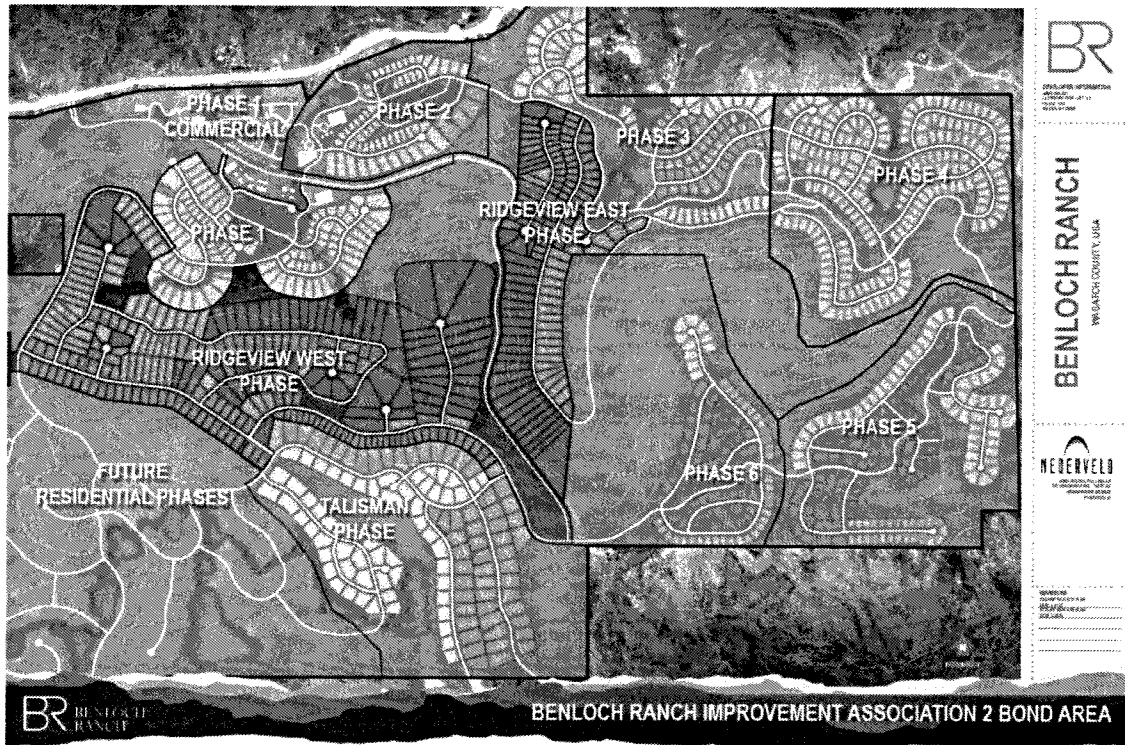 PHASE 1
COMMERCIAL
PHASE 2
PHASE 3
PHASE 4
PHASE 1
RIDGEVIEW EAST
PHASE
RIDGEVIEW WEST
PHASE
PHASE 5
PHASE 6
FUTURE
RESIDENTIAL PHASES
TALISMAN
PHASE
BR
BENLOCH
RANCH
BENLOCH RANCH IMPROVEMENT ASSOCIATION 2 BOND AREA
BR
BENLOCH RANCH
WASATCH COUNTY, USA
NEDERVELD
N